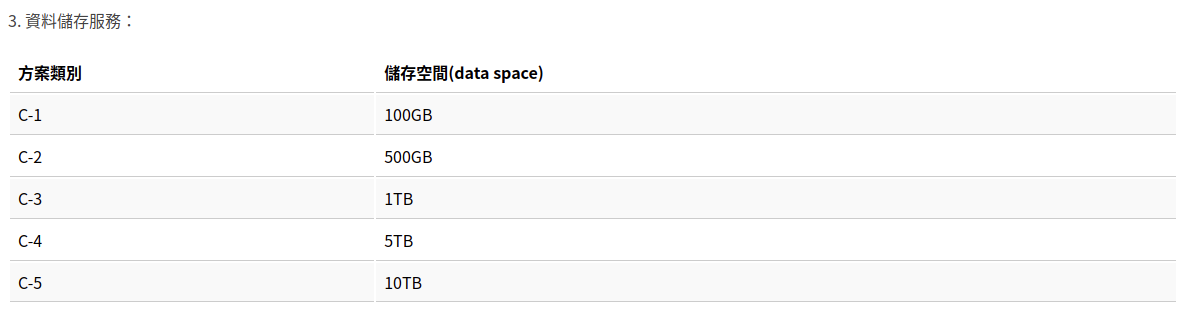 3. 資料儲存服務：
方案類別 儲存空間(data space)
C-1 100GB
C-2 500GB
C-3 1TB
C-4 5TB
C-5 10TB